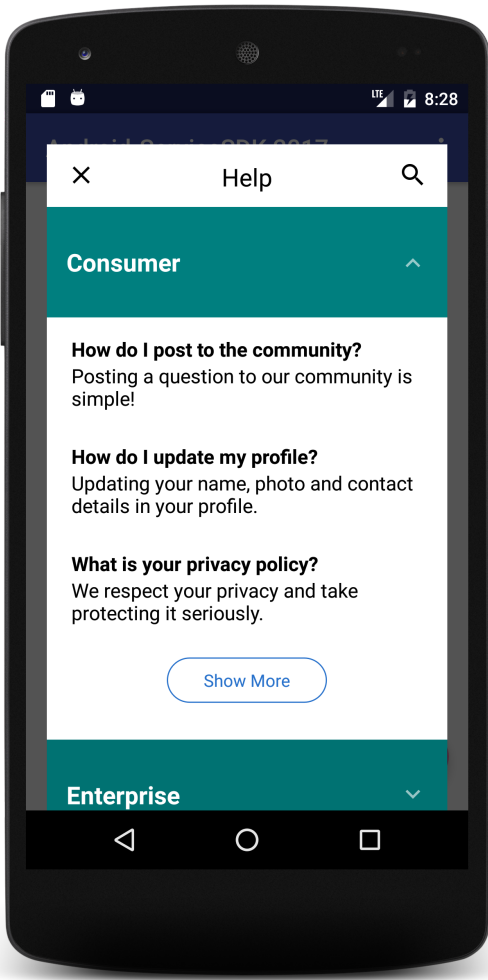 LTE 8:28
Help
Consumer
How do I post to the community?
Posting a question to our community is
simple!
How do I update my profile?
Updating your name, photo and contact
details in your profile.
What is your privacy policy?
We respect your privacy and take
protecting it seriously.
Show More
Enterprise